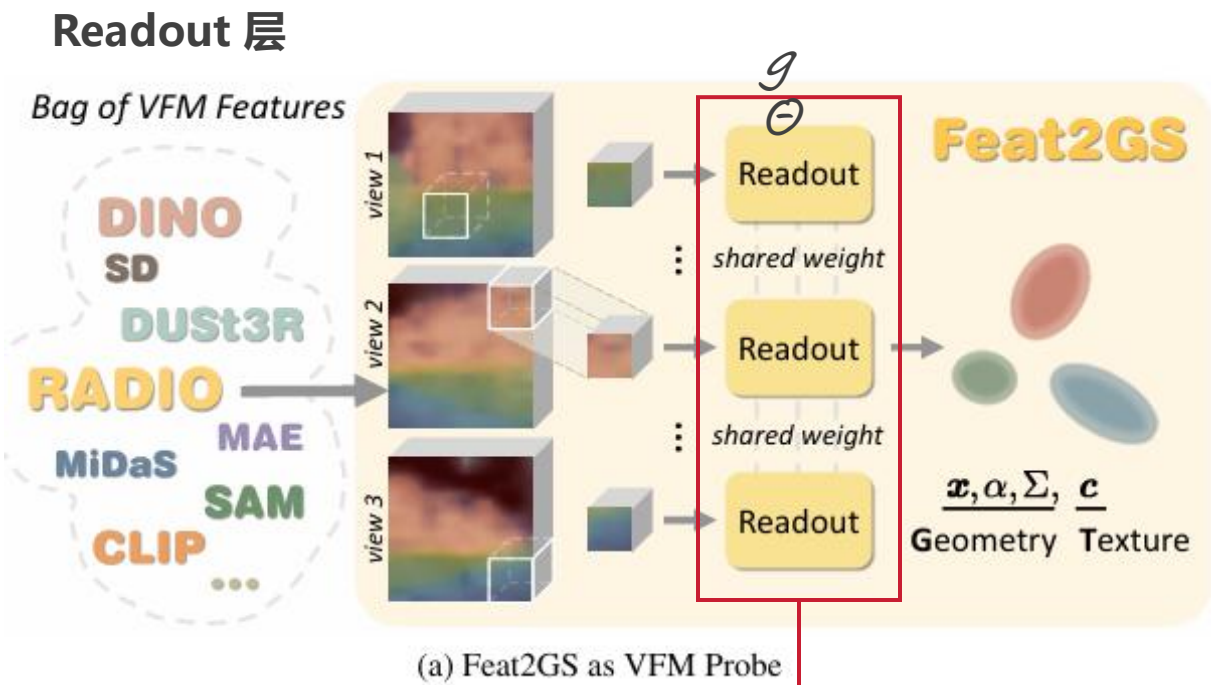 Readout 层
Bag of VFM Features
DINO
SD
DUSt3R
RADIO
MAE
MiDaS
SAM
CLIP
...
view 1
view 2
view 3
g
Θ
Readout
⋮ shared weight
Readout
⋮ shared weight
Readout
Feat2GS
x, α, Σ, c
Geometry Texture
(a) Feat2GS as VFM Probe